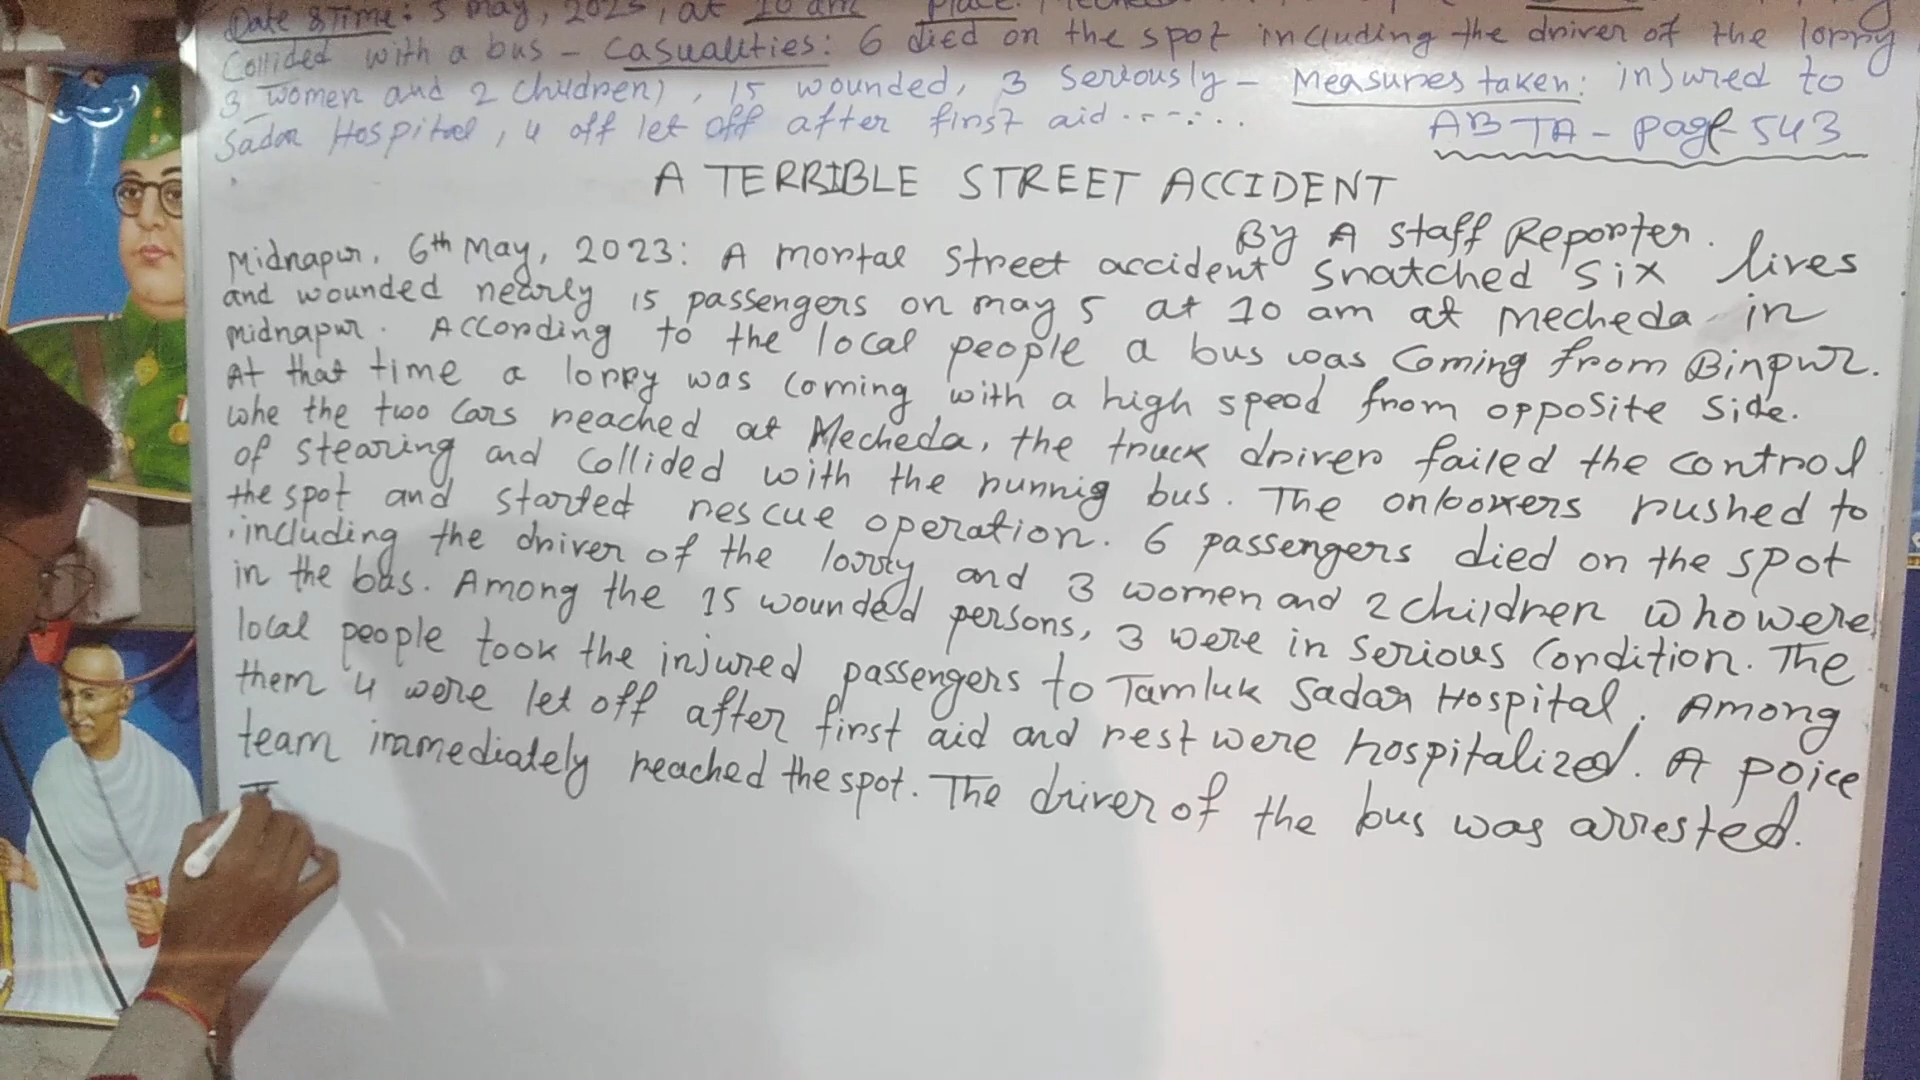 Date & Time: 5 may, 2023, at 10 am Place:
Collided with a bus - Casualities: 6 died on the spot including the driver of the lorry
3 women and 2 children), 15 wounded, 3 Seriously - Measures taken: injured to
Sadar Hospital, 4 off let off after first aid.......
ABTA - page 543
A TERRIBLE STREET ACCIDENT
By A Staff Reporter.
Midnapur, 6th May, 2023: A mortal street accident snatched six lives
and wounded nearly 15 passengers on may 5 at 10 am at mecheda in
midnapur. According to the local people a bus was coming from Binpur.
At that time a lorry was coming with a high speod from opposite side.
whe the two cars reached at Mecheda, the truck driver failed the control
of stearing and collided with the runnig bus. The onlookers rushed to
the spot and started rescue operation. 6 passengers died on the spot
including the driver of the lorry and 3 women and 2 children who were
in the bus. Among the 15 wounded persons, 3 were in serious condition. The
local people took the injured passengers to Tamluk Sadar Hospital. Among
them 4 were let off after first aid and rest were hospitalized. A poice
team immediately reached the spot. The driver of the bus was arrested.